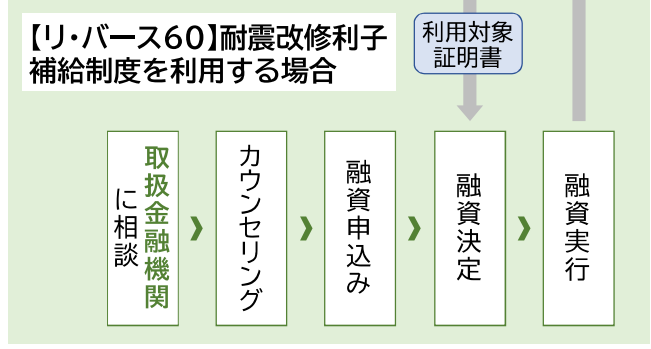 【リ・バース60】耐震改修利子
補給制度を利用する場合
利用対象
証明書
取扱金融機関
に相談
カウンセリング
融資申込み
融資決定
融資実行